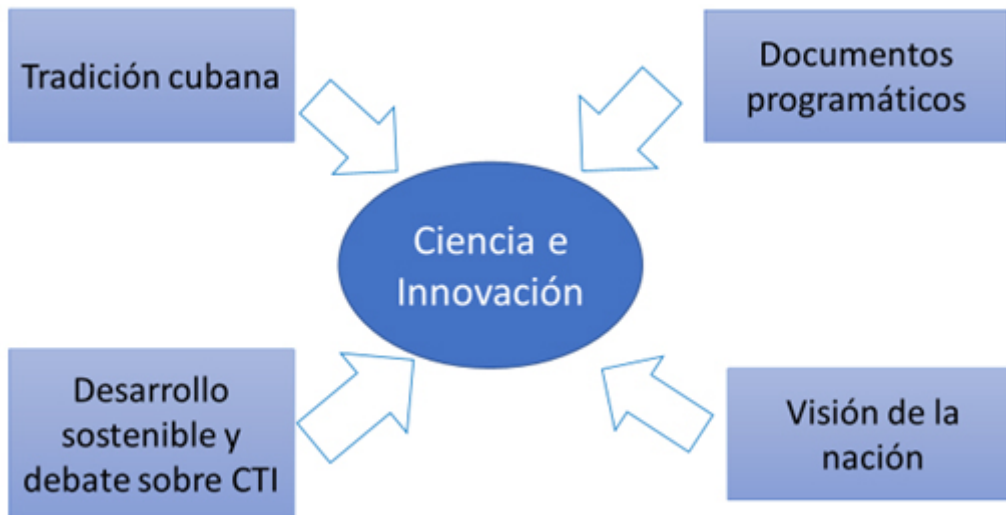 Tradición cubana
Documentos
programáticos
Ciencia e
Innovación
Desarrollo
sostenible y
debate sobre CTI
Visión de la
nación